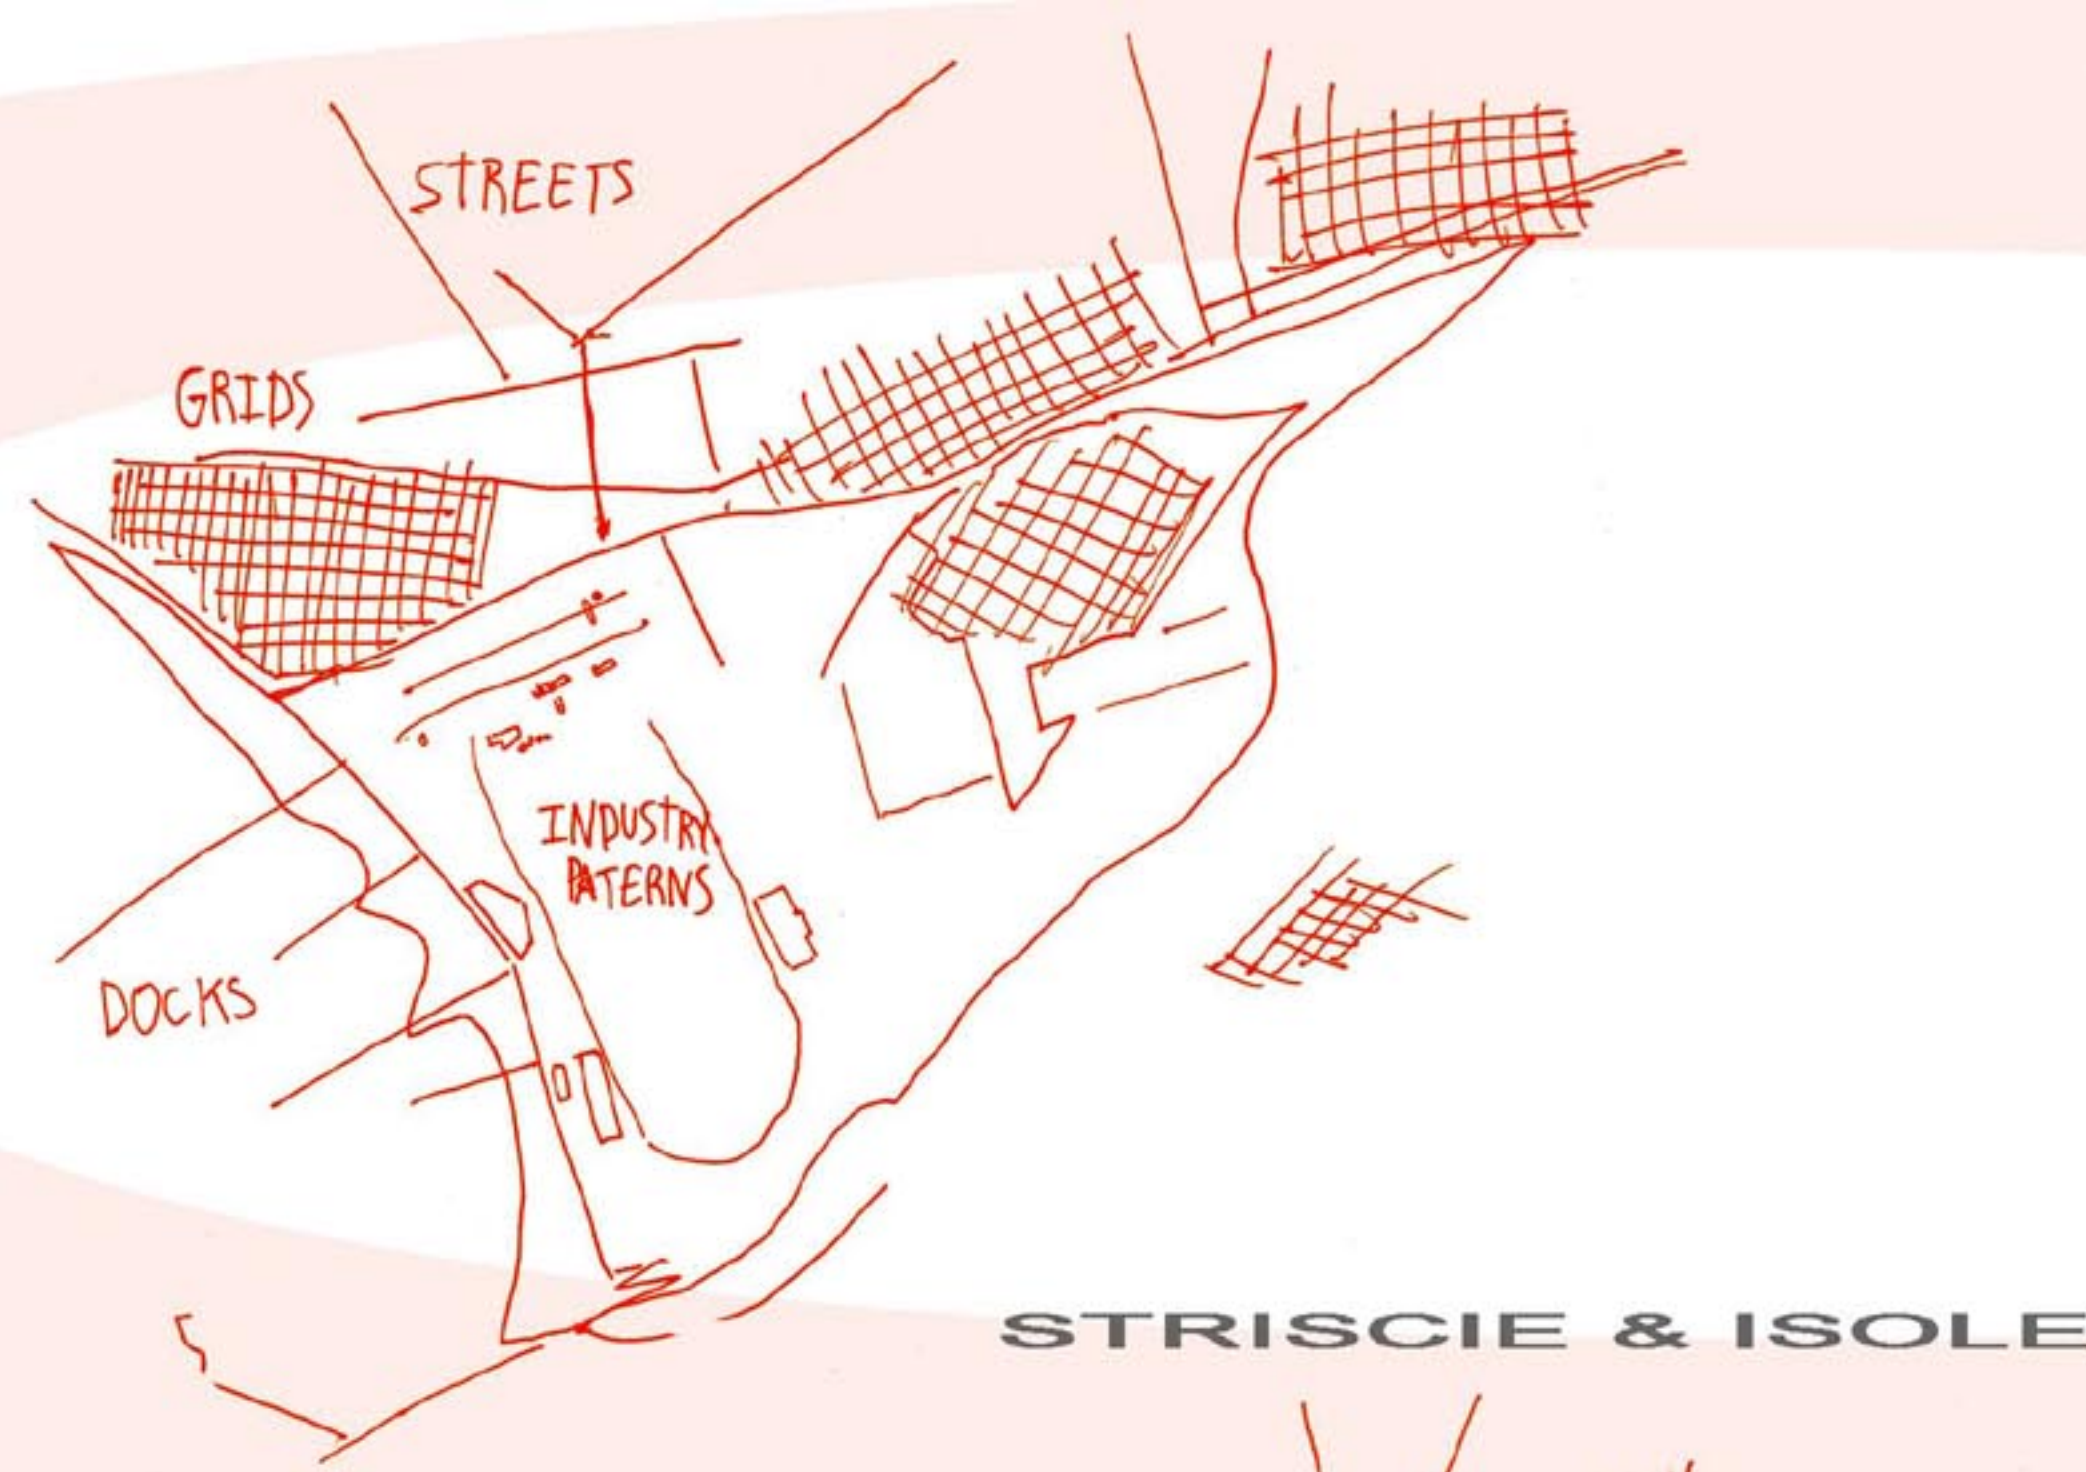 STREETS
GRIDS
INDUSTRY
PATERNS
DOCKS
STRISCIE & ISOLE